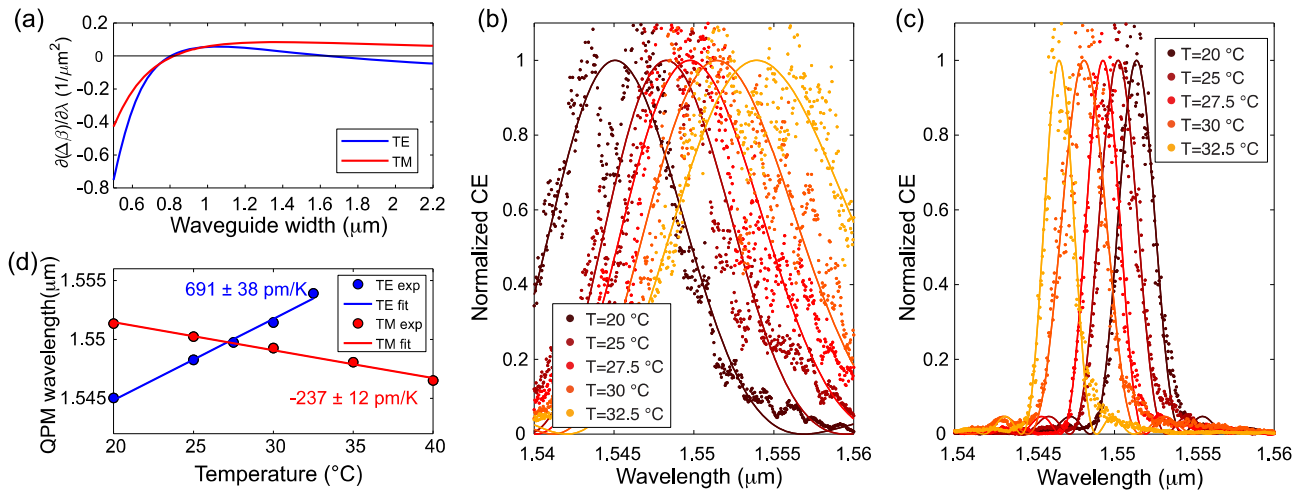 (a)
∂(Δβ)/∂λ (1/μm²)
0.2
0
-0.2
-0.4
-0.6
0.8
TE
TM
0.6
0.8
1
1.2
1.4
1.6
1.8
2
2.2
Waveguide width (μm)
(d)
QPM wavelength(μm)
1.555
1.55
1.545
691 ± 38 pm/K
-237 ± 12 pm/K
TE exp
TE fit
TM exp
TM fit
20
25
30
35
40
Temperature (°C)
(b)
Normalized CE
1
0.8
0.6
0.4
0.2
0
T=20 °C
T=25 °C
T=27.5 °C
T=30 °C
T=32.5 °C
1.54
1.545
1.55
1.555
1.56
Wavelength (μm)
(c)
Normalized CE
1
0.8
0.6
0.4
0.2
0
T=20 °C
T=25 °C
T=27.5 °C
T=30 °C
T=32.5 °C
1.54
1.545
1.55
1.555
1.56
Wavelength (μm)